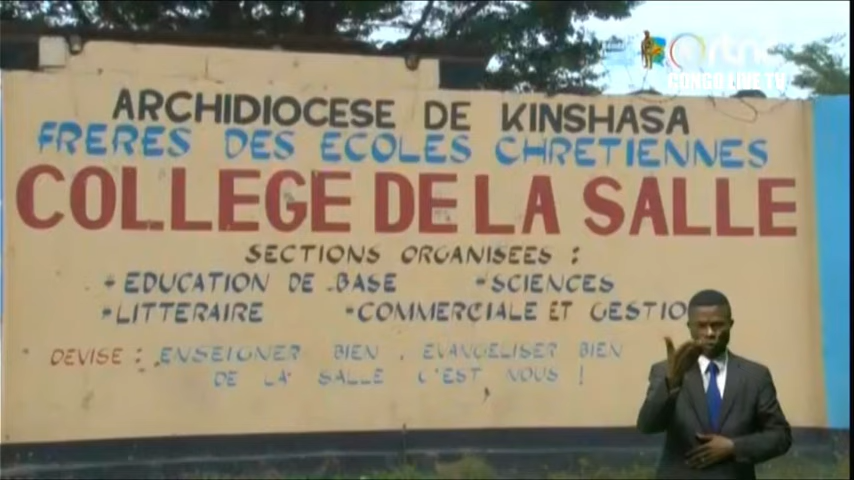 CONGO LIVE TV
ARCHIDIOCESE DE KINSHASA
FRERES DES ECOLES CHRETIENNES
COLLEGE DE LA SALLE
SECTIONS ORGANISEES :
• EDUCATION DE BASE • SCIENCES
• LITTERAIRE • COMMERCIALE ET GESTION
DEVISE : ENSEIGNER BIEN , EVANGELISER BIEN
DE LA SALLE C'EST NOUS !